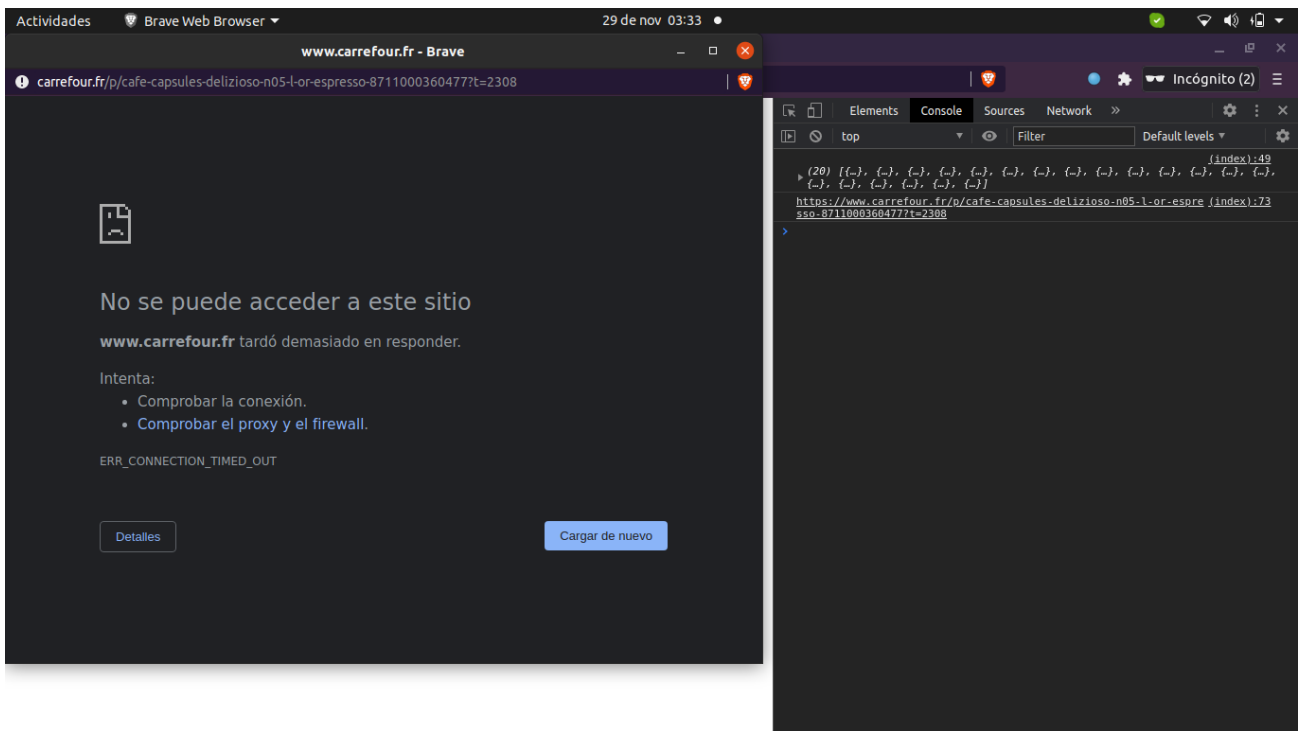 Actividades Brave Web Browser 29 de nov 03:33
www.carrefour.fr - Brave
carrefour.fr/p/cafe-capsules-delizioso-n05-l-or-espresso-8711000360477?t=2308
Incógnito (2)
Elements Console Sources Network »
top Filter Default levels
(index):49
(20) [{…}, {…}, {…}, {…}, {…}, {…}, {…}, {…}, {…}, {…}, {…}, {…}, {…}, {…},
{…}, {…}, {…}, {…}, {…}, {…}]
https://www.carrefour.fr/p/cafe-capsules-delizioso-n05-l-or-espre (index):73
sso-8711000360477?t=2308
No se puede acceder a este sitio
www.carrefour.fr tardó demasiado en responder.
Intenta:
• Comprobar la conexión.
• Comprobar el proxy y el firewall.
ERR_CONNECTION_TIMED_OUT
Detalles Cargar de nuevo